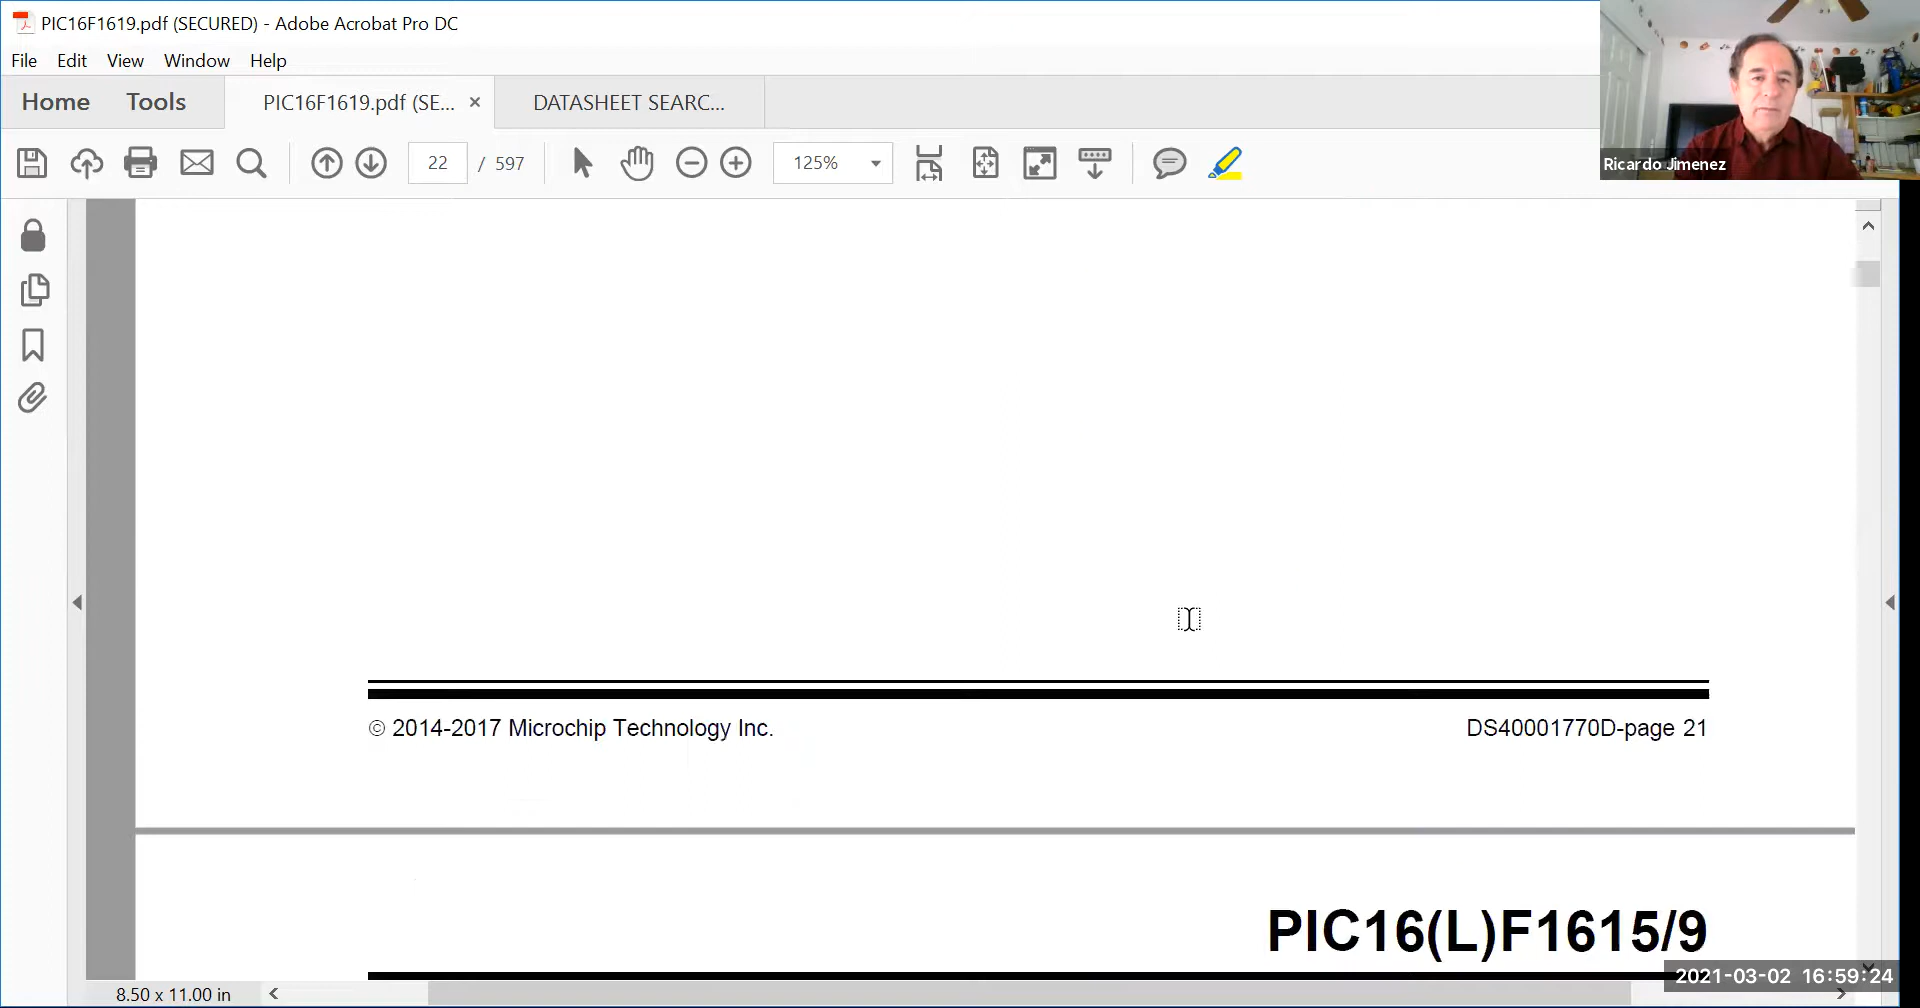 PIC16F1619.pdf (SECURED) - Adobe Acrobat Pro DC
File Edit View Window Help
Home Tools PIC16F1619.pdf (SE... × DATASHEET SEARC...
22 / 597 125%
Ricardo Jimenez
© 2014-2017 Microchip Technology Inc. DS40001770D-page 21
PIC16(L)F1615/9
2021-03-02 16:59:24
8.50 x 11.00 in